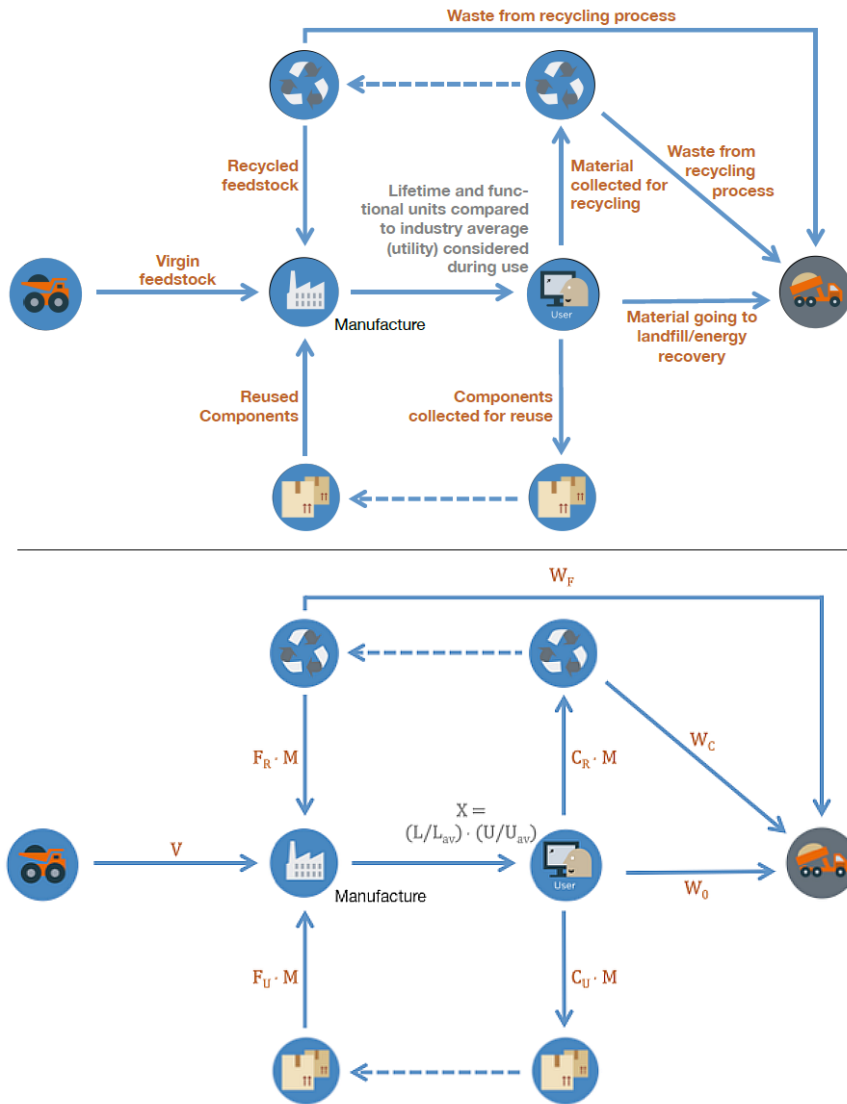 Waste from recycling process
Recycled
feedstock
Lifetime and func-
tional units compared
to industry average
(utility) considered
during use
Material
collected for
recycling
Waste from
recycling
process
Virgin
feedstock
Manufacture
User
Material going to
landfill/energy
recovery
Reused
Components
Components
collected for reuse
W_F
F_R · M
C_R · M
W_C
X =
(L/L_av) · (U/U_av)
V
Manufacture
User
W_0
F_U · M
C_U · M